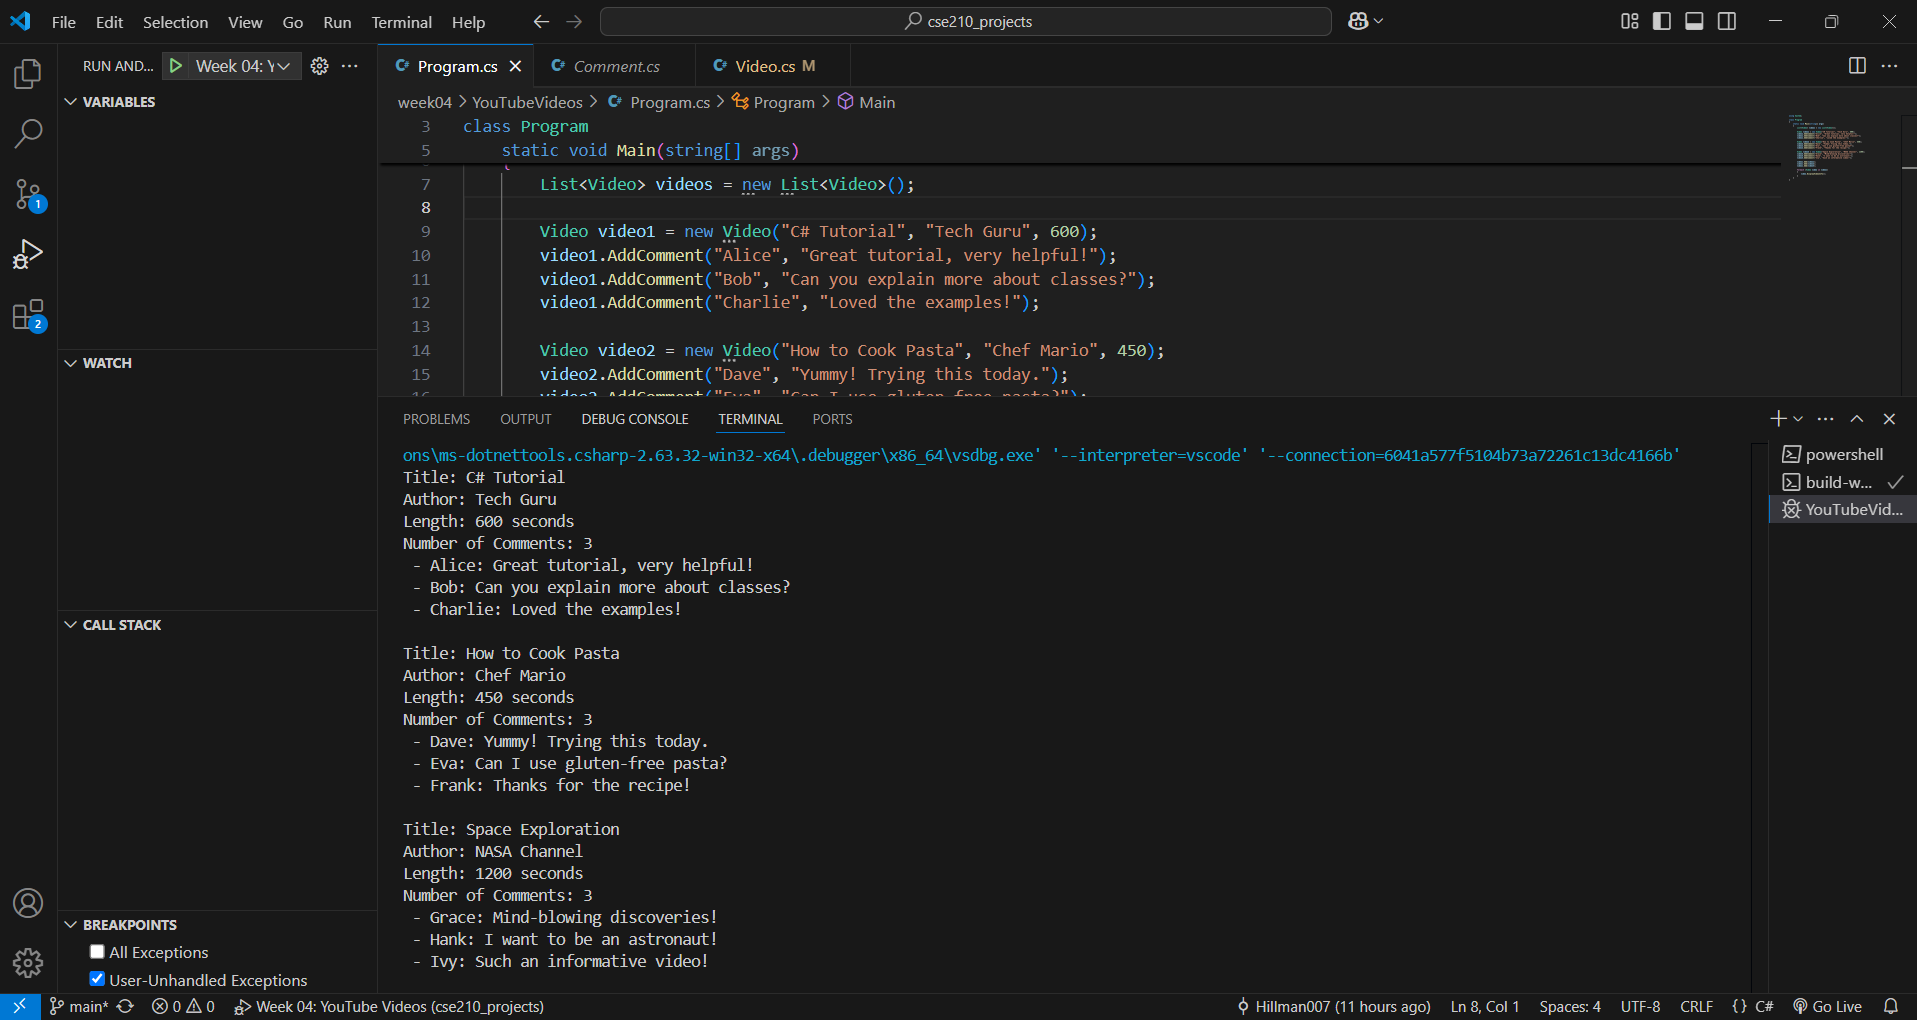 File Edit Selection View Go Run Terminal Help cse210_projects
RUN AND... Week 04: Y
Program.cs Comment.cs Video.cs M
VARIABLES
week04 > YouTubeVideos > Program.cs > Program > Main
3 class Program
5 static void Main(string[] args)
7 List<Video> videos = new List<Video>();
8
9 Video video1 = new Video("C# Tutorial", "Tech Guru", 600);
10 video1.AddComment("Alice", "Great tutorial, very helpful!");
11 video1.AddComment("Bob", "Can you explain more about classes?");
12 video1.AddComment("Charlie", "Loved the examples!");
13
14 Video video2 = new Video("How to Cook Pasta", "Chef Mario", 450);
15 video2.AddComment("Dave", "Yummy! Trying this today.");
16 video2.AddComment("Eva", "Can I use gluten-free pasta?");
WATCH
CALL STACK
BREAKPOINTS
All Exceptions
User-Unhandled Exceptions
1
2
PROBLEMS OUTPUT DEBUG CONSOLE TERMINAL PORTS
ons\ms-dotnettools.csharp-2.63.32-win32-x64\.debugger\x86_64\vsdbg.exe' '--interpreter=vscode' '--connection=6041a577f5104b73a72261c13dc4166b'
Title: C# Tutorial
Author: Tech Guru
Length: 600 seconds
Number of Comments: 3
- Alice: Great tutorial, very helpful!
- Bob: Can you explain more about classes?
- Charlie: Loved the examples!
Title: How to Cook Pasta
Author: Chef Mario
Length: 450 seconds
Number of Comments: 3
- Dave: Yummy! Trying this today.
- Eva: Can I use gluten-free pasta?
- Frank: Thanks for the recipe!
Title: Space Exploration
Author: NASA Channel
Length: 1200 seconds
Number of Comments: 3
- Grace: Mind-blowing discoveries!
- Hank: I want to be an astronaut!
- Ivy: Such an informative video!
powershell
build-w...
YouTubeVid...
main* 0 0 Week 04: YouTube Videos (cse210_projects) Hillman007 (11 hours ago) Ln 8, Col 1 Spaces: 4 UTF-8 CRLF {} C# Go Live